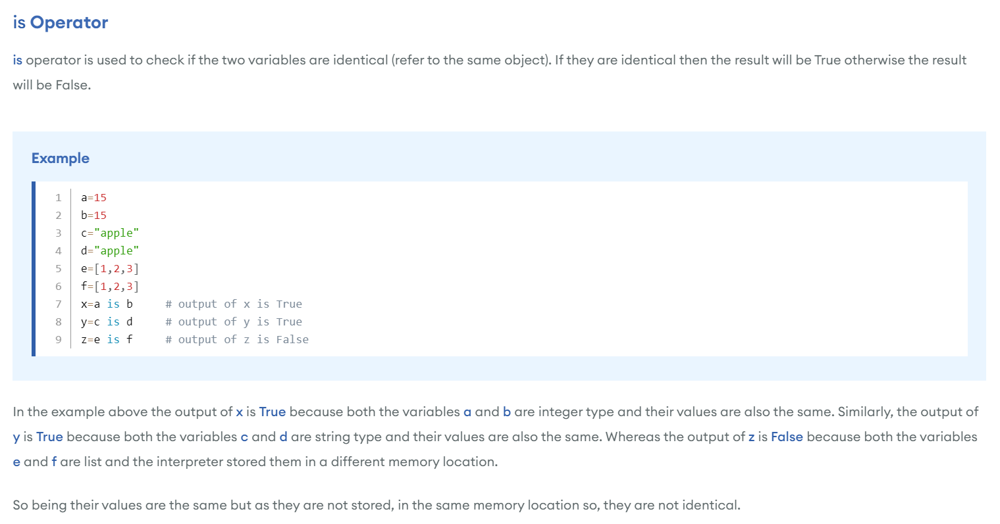 is Operator
is operator is used to check if the two variables are identical (refer to the same object). If they are identical then the result will be True otherwise the result
will be False.
Example
1 a=15
2 b=15
3 c="apple"
4 d="apple"
5 e=[1,2,3]
6 f=[1,2,3]
7 x=a is b     # output of x is True
8 y=c is d     # output of y is True
9 z=e is f     # output of z is False
In the example above the output of x is True because both the variables a and b are integer type and their values are also the same. Similarly, the output of
y is True because both the variables c and d are string type and their values are also the same. Whereas the output of z is False because both the variables
e and f are list and the interpreter stored them in a different memory location.
So being their values are the same but as they are not stored, in the same memory location so, they are not identical.